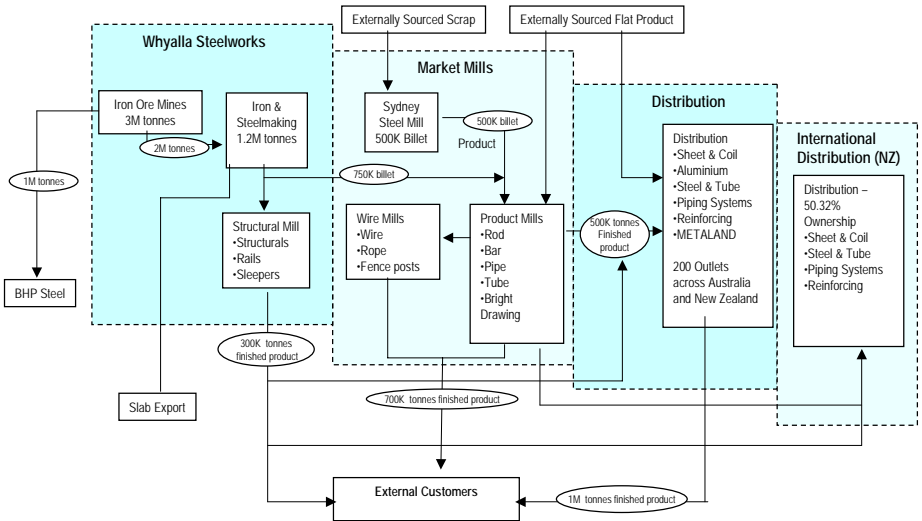 Externally Sourced Scrap
Externally Sourced Flat Product
Whyalla Steelworks
Market Mills
Distribution
International
Distribution (NZ)
Iron Ore Mines
3M tonnes
2M tonnes
1M tonnes
BHP Steel
Iron &
Steelmaking
1.2M tonnes
Structural Mill
•Structurals
•Rails
•Sleepers
300K tonnes
finished product
Slab Export
Sydney
Steel Mill
500K Billet
500K billet
Product
750K billet
Wire Mills
•Wire
•Rope
•Fence posts
Product Mills
•Rod
•Bar
•Pipe
•Tube
•Bright
Drawing
500K tonnes
Finished
product
Distribution
•Sheet & Coil
•Aluminium
•Steel & Tube
•Piping Systems
•Reinforcing
•METALAND
200 Outlets
across Australia
and New Zealand
Distribution –
50.32%
Ownership
•Sheet & Coil
•Steel & Tube
•Piping Systems
•Reinforcing
700K tonnes finished product
External Customers
1M tonnes finished product